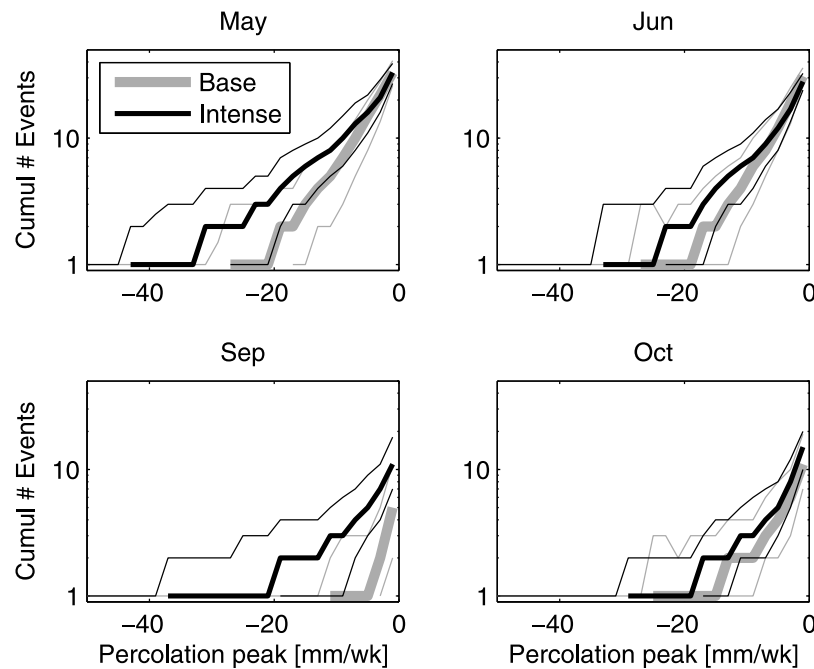 May
Jun
Base
Intense
Cumul # Events
10
1
−40
−20
0
10
1
−40
−20
0
Sep
Oct
Cumul # Events
10
1
−40
−20
0
Percolation peak [mm/wk]
10
1
−40
−20
0
Percolation peak [mm/wk]